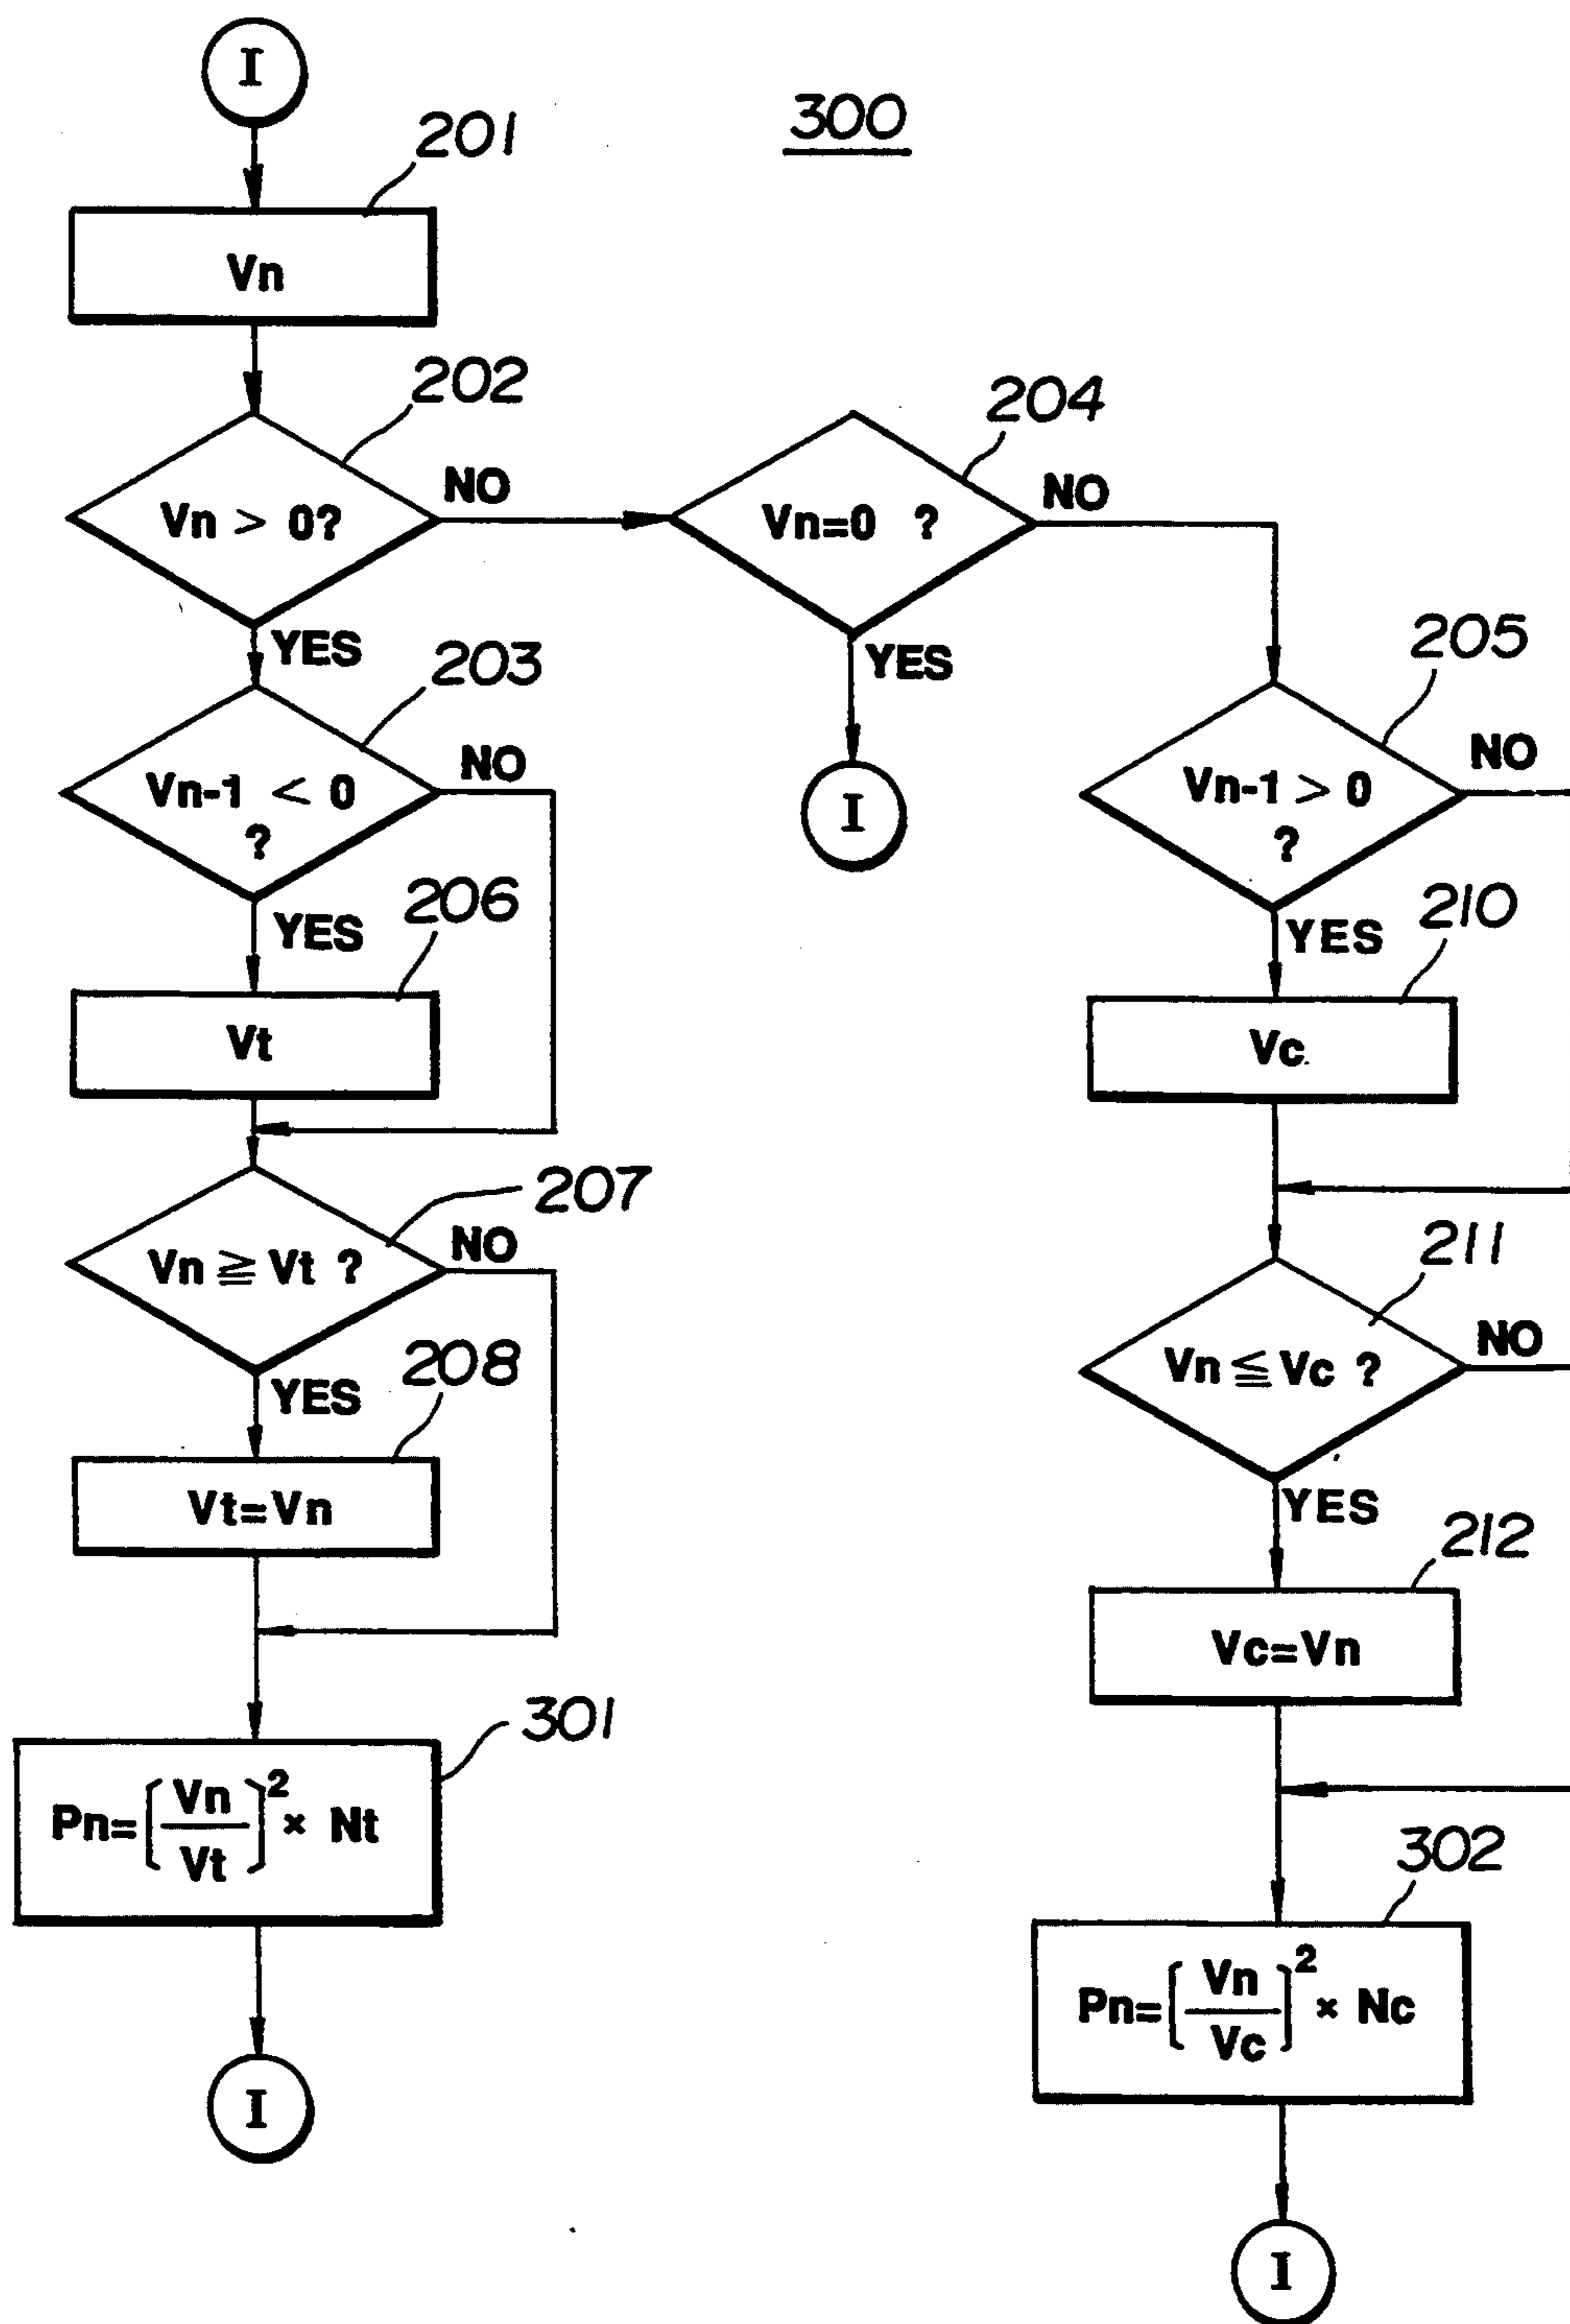 I
300
201
Vn
202
Vn > 0?
NO
YES
204
Vn=0 ?
NO
YES
I
203
Vn-1 < 0
?
NO
YES
206
Vt
207
Vn ≧ Vt ?
NO
YES
208
Vt=Vn
301
Pn=[Vn/Vt]² × Nt
I
205
Vn-1 > 0
?
NO
YES
210
Vc
211
Vn ≦ Vc ?
NO
YES
212
Vc=Vn
302
Pn=[Vn/Vc]² × Nc
I